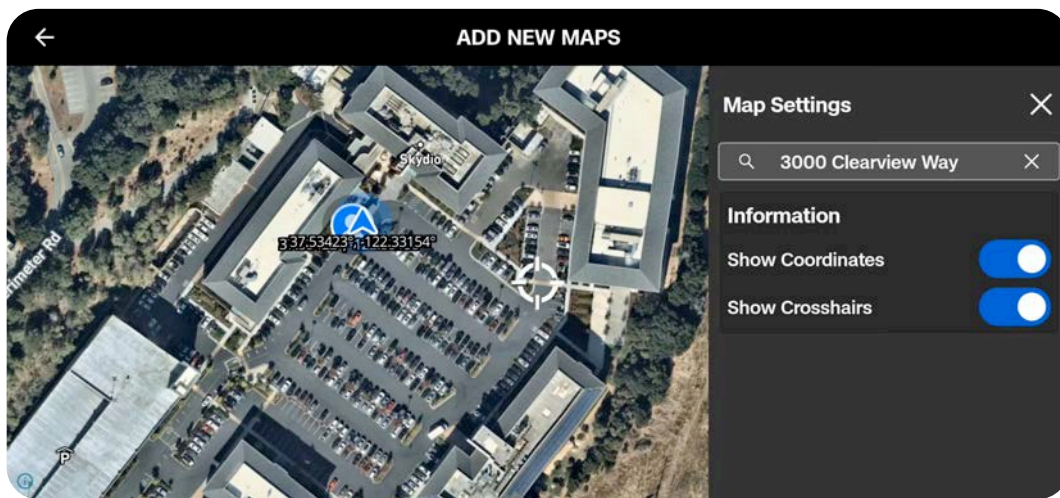 ADD NEW MAPS
Map Settings
3000 Clearview Way
Information
Show Coordinates
Show Crosshairs
Skydio
37.53423°, -122.33154°
rimeter Rd
P